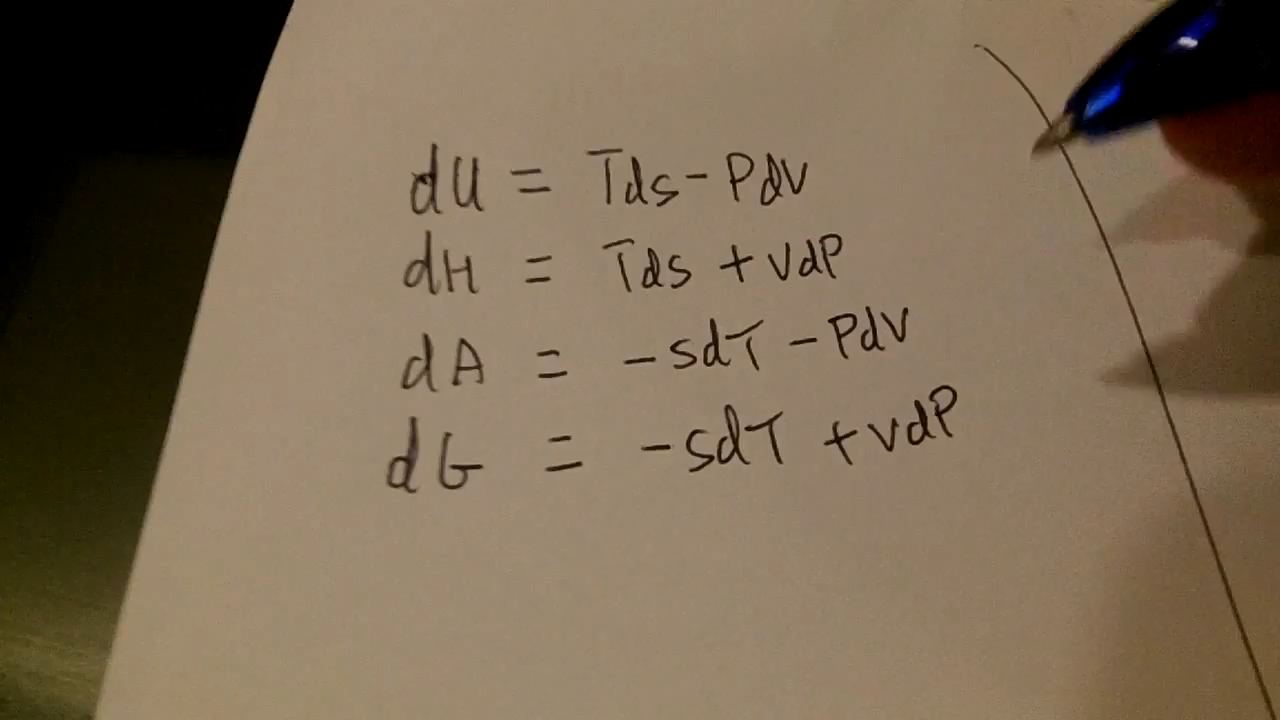 dU = Tds - Pdv
dH = Tds + vdP
dA = -sdT - Pdv
dG = -sdT + vdP